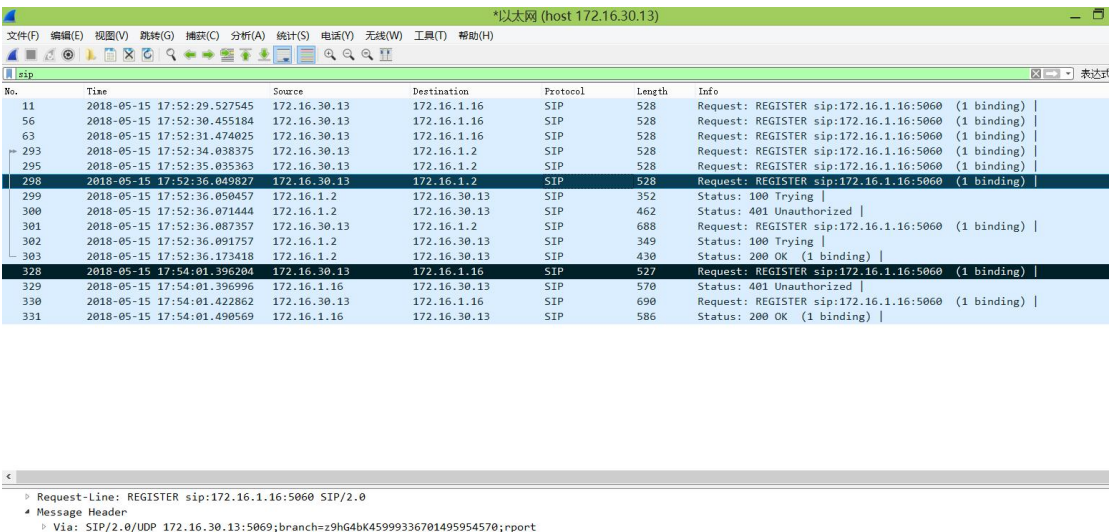 *以太网 (host 172.16.30.13)
文件(F) 编辑(E) 视图(V) 跳转(G) 捕获(C) 分析(A) 统计(S) 电话(Y) 无线(W) 工具(T) 帮助(H)
sip 表达式
No. Time Source Destination Protocol Length Info
11 2018-05-15 17:52:29.527545 172.16.30.13 172.16.1.16 SIP 528 Request: REGISTER sip:172.16.1.16:5060 (1 binding) |
56 2018-05-15 17:52:30.455184 172.16.30.13 172.16.1.16 SIP 528 Request: REGISTER sip:172.16.1.16:5060 (1 binding) |
63 2018-05-15 17:52:31.474025 172.16.30.13 172.16.1.16 SIP 528 Request: REGISTER sip:172.16.1.16:5060 (1 binding) |
293 2018-05-15 17:52:34.038375 172.16.30.13 172.16.1.2 SIP 528 Request: REGISTER sip:172.16.1.16:5060 (1 binding) |
295 2018-05-15 17:52:35.035363 172.16.30.13 172.16.1.2 SIP 528 Request: REGISTER sip:172.16.1.16:5060 (1 binding) |
298 2018-05-15 17:52:36.049827 172.16.30.13 172.16.1.2 SIP 528 Request: REGISTER sip:172.16.1.16:5060 (1 binding) |
299 2018-05-15 17:52:36.050457 172.16.1.2 172.16.30.13 SIP 352 Status: 100 Trying |
300 2018-05-15 17:52:36.071444 172.16.1.2 172.16.30.13 SIP 462 Status: 401 Unauthorized |
301 2018-05-15 17:52:36.087357 172.16.30.13 172.16.1.2 SIP 688 Request: REGISTER sip:172.16.1.16:5060 (1 binding) |
302 2018-05-15 17:52:36.091757 172.16.1.2 172.16.30.13 SIP 349 Status: 100 Trying |
303 2018-05-15 17:52:36.173418 172.16.1.2 172.16.30.13 SIP 430 Status: 200 OK (1 binding) |
328 2018-05-15 17:54:01.396204 172.16.30.13 172.16.1.16 SIP 527 Request: REGISTER sip:172.16.1.16:5060 (1 binding) |
329 2018-05-15 17:54:01.396996 172.16.1.16 172.16.30.13 SIP 570 Status: 401 Unauthorized |
330 2018-05-15 17:54:01.422862 172.16.30.13 172.16.1.16 SIP 690 Request: REGISTER sip:172.16.1.16:5060 (1 binding) |
331 2018-05-15 17:54:01.490569 172.16.1.16 172.16.30.13 SIP 586 Status: 200 OK (1 binding) |
Request-Line: REGISTER sip:172.16.1.16:5060 SIP/2.0
Message Header
Via: SIP/2.0/UDP 172.16.30.13:5069;branch=z9hG4bK45999336701495954570;rport